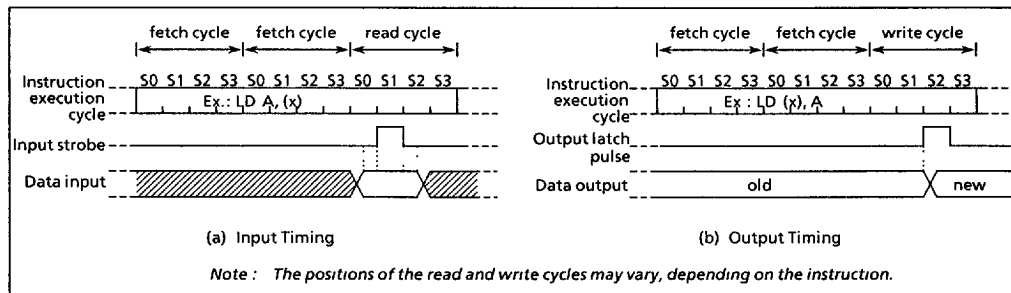 fetch cycle fetch cycle read cycle
Instruction execution cycle S0 S1 S2 S3 S0 S1 S2 S3 S0 S1 S2 S3
Ex.: LD A, (x)
Input strobe
Data input
(a) Input Timing
fetch cycle fetch cycle write cycle
Instruction execution cycle S0 S1 S2 S3 S0 S1 S2 S3 S0 S1 S2 S3
Ex : LD (x), A
Output latch pulse
Data output old new
(b) Output Timing
Note : The positions of the read and write cycles may vary, depending on the instruction.